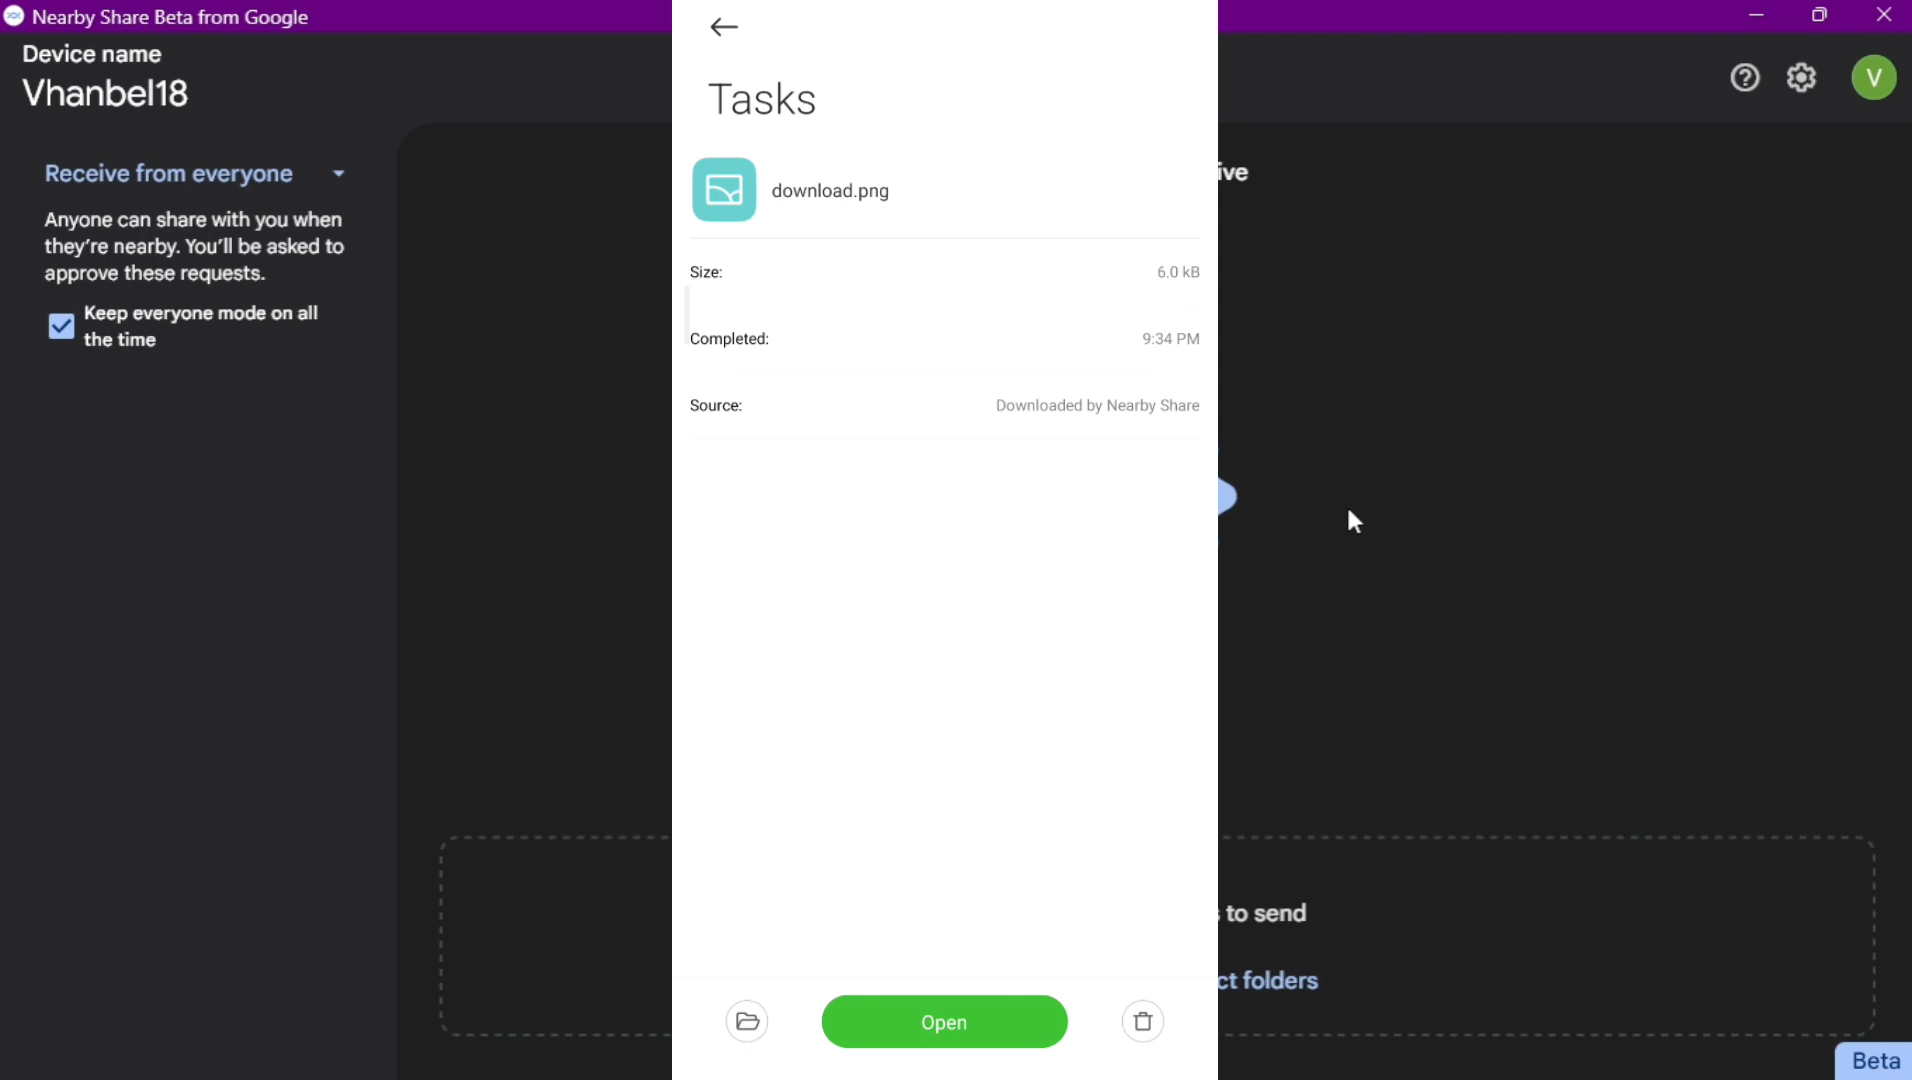 Nearby Share Beta from Google
Device name
Vhanbel18
V
Receive from everyone
Anyone can share with you when
they're nearby. You'll be asked to
approve these requests.
Keep everyone mode on all
the time
Tasks
download.png
Size: 6.0 kB
Completed: 9:34 PM
Source: Downloaded by Nearby Share
Open
ive
to send
ct folders
Beta